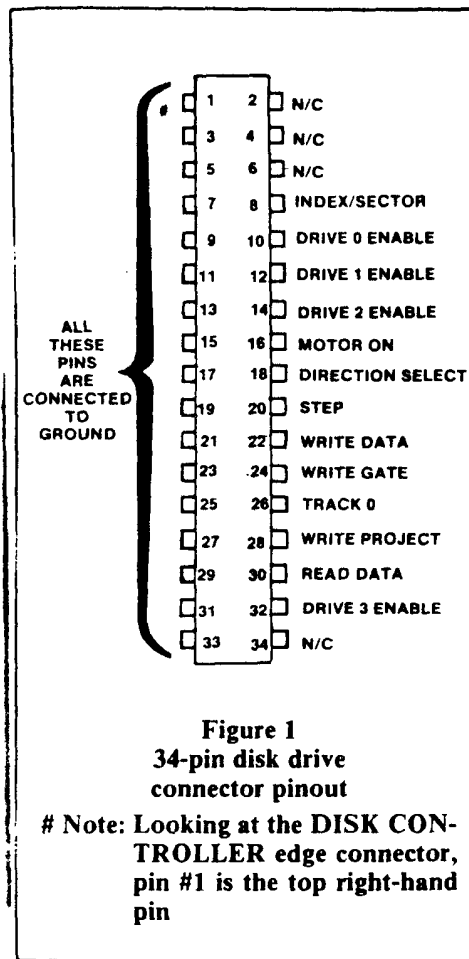 # 1 2 N/C
3 4 N/C
5 6 N/C
7 8 INDEX/SECTOR
9 10 DRIVE 0 ENABLE
11 12 DRIVE 1 ENABLE
13 14 DRIVE 2 ENABLE
15 16 MOTOR ON
17 18 DIRECTION SELECT
19 20 STEP
21 22 WRITE DATA
23 24 WRITE GATE
25 26 TRACK 0
27 28 WRITE PROJECT
29 30 READ DATA
31 32 DRIVE 3 ENABLE
33 34 N/C
ALL
THESE
PINS
ARE
CONNECTED
TO
GROUND
Figure 1
34-pin disk drive
connector pinout
# Note: Looking at the DISK CON-
TROLLER edge connector,
pin #1 is the top right-hand
pin